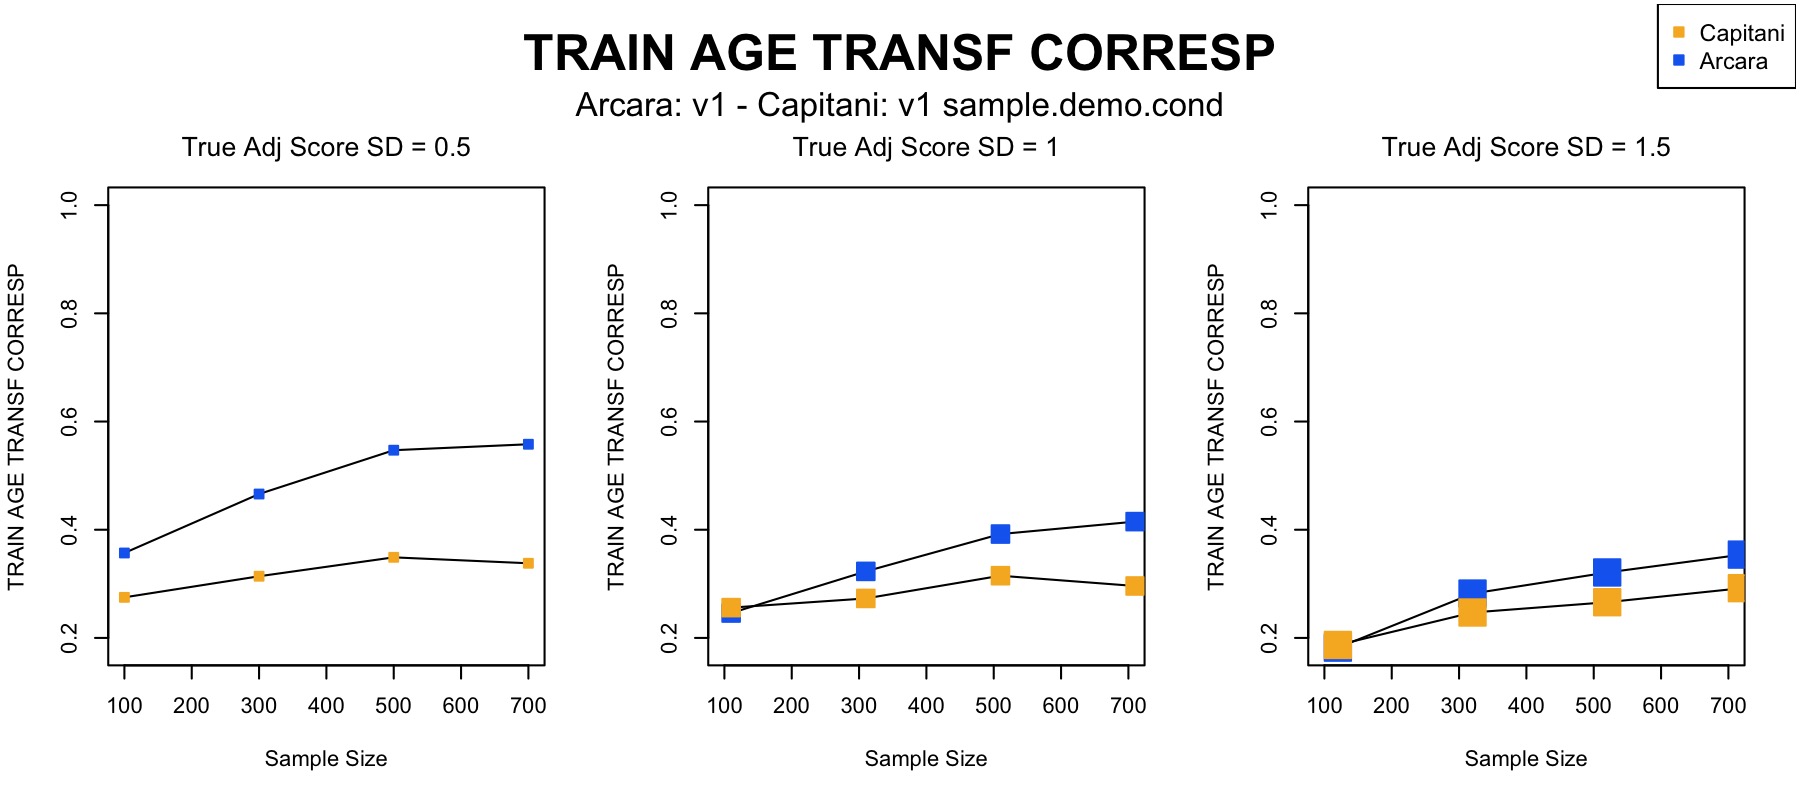 TRAIN AGE TRANSF CORRESP
Capitani
Arcara
Arcara: v1 - Capitani: v1 sample.demo.cond
True Adj Score SD = 0.5
TRAIN AGE TRANSF CORRESP
1.0
0.8
0.6
0.4
0.2
100 200 300 400 500 600 700
Sample Size
True Adj Score SD = 1
TRAIN AGE TRANSF CORRESP
1.0
0.8
0.6
0.4
0.2
100 200 300 400 500 600 700
Sample Size
True Adj Score SD = 1.5
TRAIN AGE TRANSF CORRESP
1.0
0.8
0.6
0.4
0.2
100 200 300 400 500 600 700
Sample Size